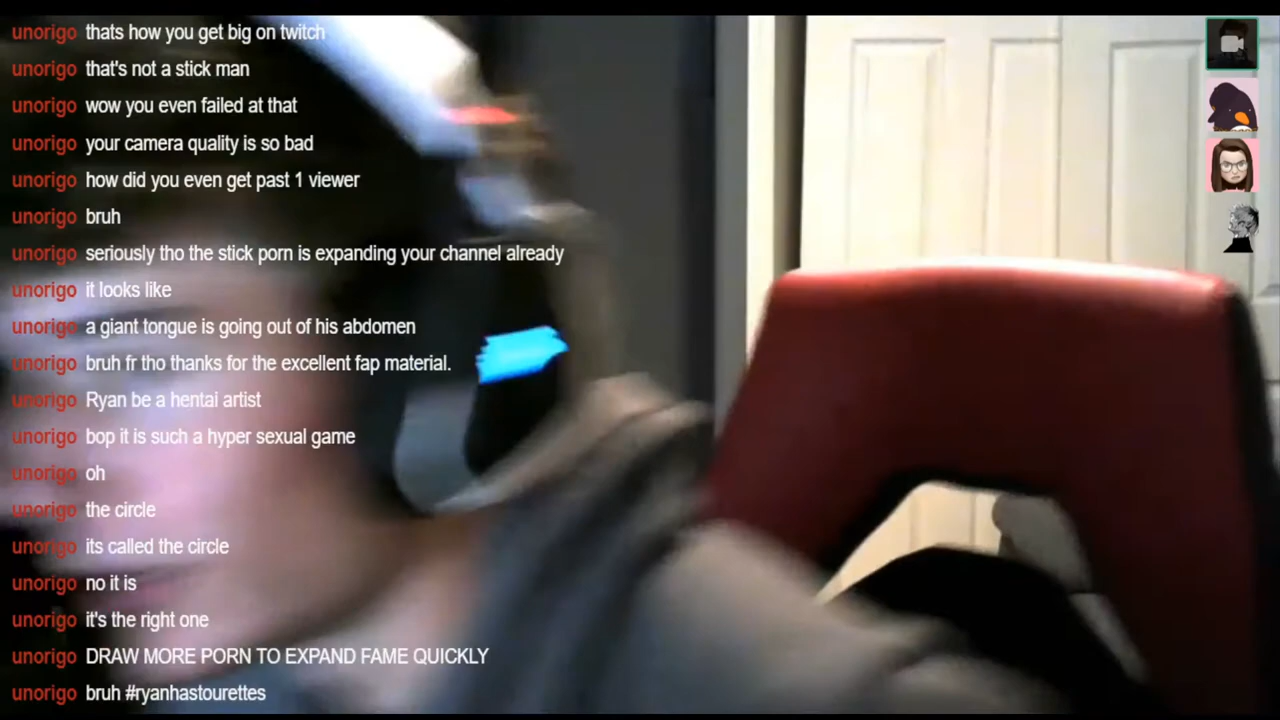 unorigo thats how you get big on twitch
unorigo that's not a stick man
unorigo wow you even failed at that
unorigo your camera quality is so bad
unorigo how did you even get past 1 viewer
unorigo bruh
unorigo seriously tho the stick porn is expanding your channel already
unorigo it looks like
unorigo a giant tongue is going out of his abdomen
unorigo bruh fr tho thanks for the excellent fap material.
unorigo Ryan be a hentai artist
unorigo bop it is such a hyper sexual game
unorigo oh
unorigo the circle
unorigo its called the circle
unorigo no it is
unorigo it's the right one
unorigo DRAW MORE PORN TO EXPAND FAME QUICKLY
unorigo bruh #ryanhastourettes